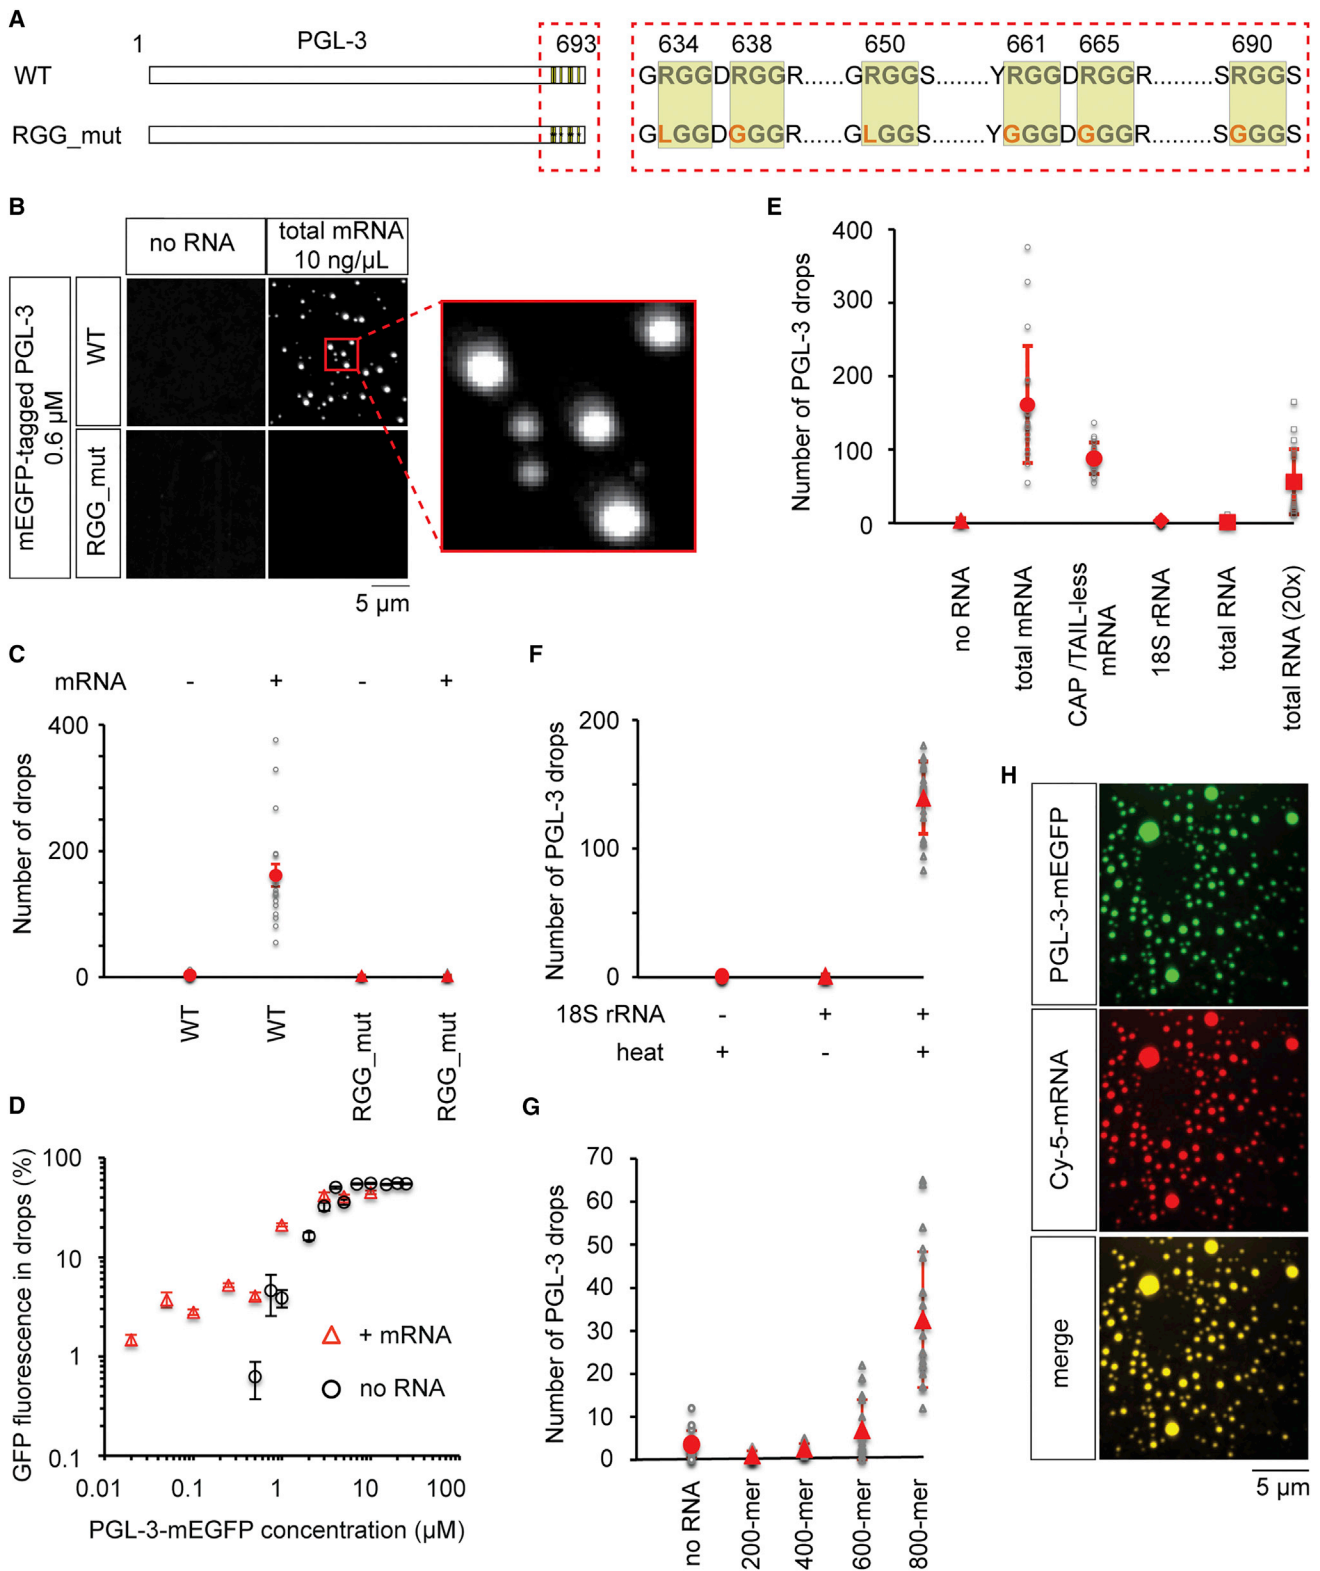 A
1 PGL-3 693
WT
RGG_mut
634 638 650 661 665 690
GRGGDRGGR......GRGGS........YRGGDRGGR.........SRGGS
GLGGDGGGR......GLGGS........YGGGDGGGR.........SGGGS
B
no RNA
total mRNA
10 ng/µL
mEGFP-tagged PGL-3
0.6 µM
WT
RGG_mut
5 µm
C
mRNA - + - +
Number of drops
400
200
0
WT WT RGG_mut RGG_mut
D
GFP fluorescence in drops (%)
100
10
1
0.1
+ mRNA
no RNA
0.01 0.1 1 10 100
PGL-3-mEGFP concentration (µM)
E
Number of PGL-3 drops
400
300
200
100
0
no RNA
total mRNA
CAP /TAIL-less
mRNA
18S rRNA
total RNA
total RNA (20x)
F
Number of PGL-3 drops
200
100
0
18S rRNA - + +
heat + - +
G
Number of PGL-3 drops
70
60
50
40
30
20
10
0
no RNA
200-mer
400-mer
600-mer
800-mer
H
PGL-3-mEGFP
Cy-5-mRNA
merge
5 µm